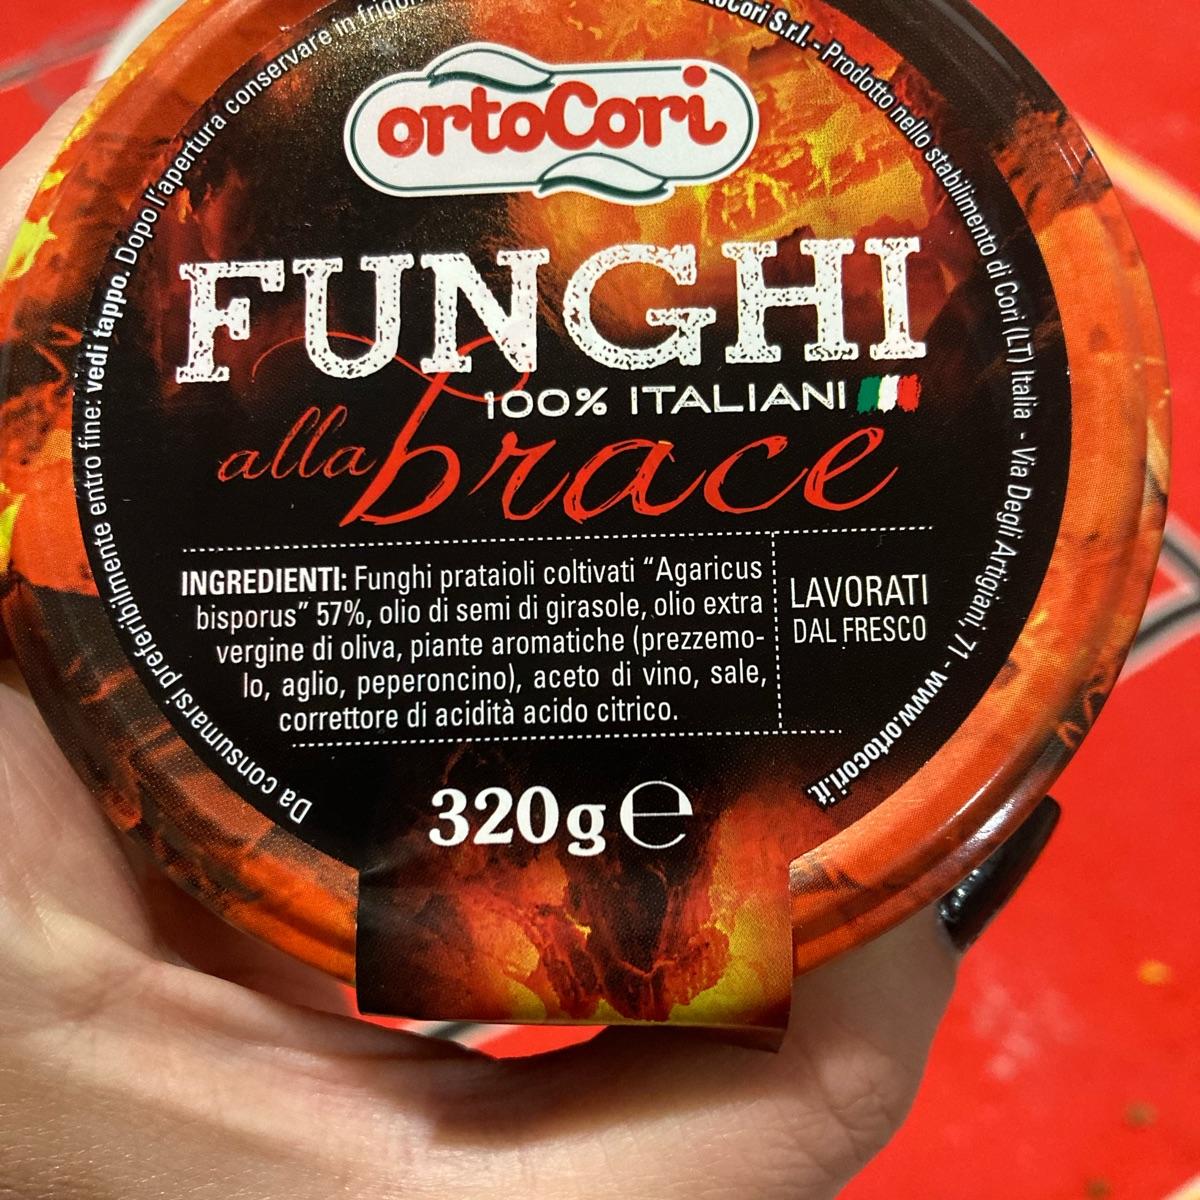 ortoCori
FUNGHI
100% ITALIANI
alla brace
INGREDIENTI: Funghi prataioli coltivati “Agaricus
bisporus” 57%, olio di semi di girasole, olio extra
vergine di oliva, piante aromatiche (prezzemo-
lo, aglio, peperoncino), aceto di vino, sale,
correttore di acidità acido citrico.
LAVORATI
DAL FRESCO
320g ℮
Da consumarsi preferibilmente entro fine: vedi tappo. Dopo l'apertura conservare in
S.r.l. - Prodotto nello stabilimento di Cori (LT) Italia - Via Degli Artigiani, 71 - www.ortocori.it